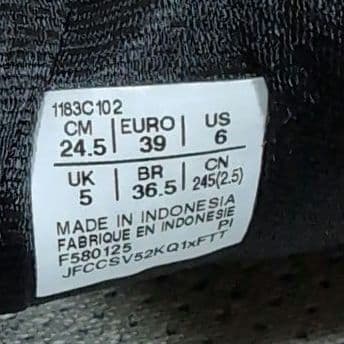 1183C102
CM EURO US
24.5 39 6
UK BR CN
5 36.5 245(2.5)
MADE IN INDONESIA
FABRIQUE EN INDONESIE
F580125 PI
JFCCSV52KQ1xFTT